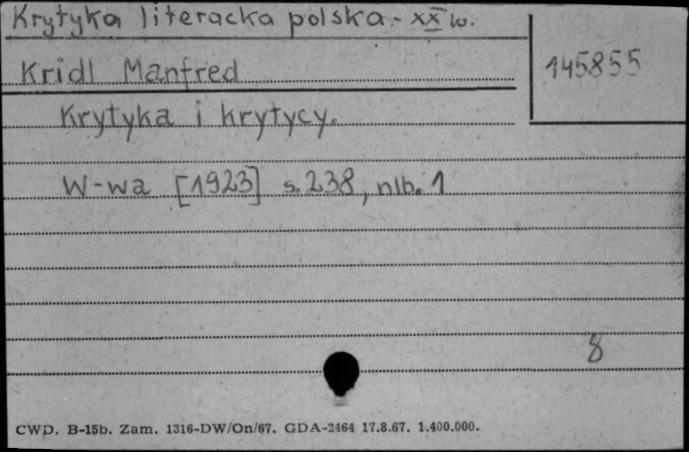 Krytyka literacka polska - XX w.
145855
Kridl Manfred
Krytyka i krytycy.
W-wa [1923] s. 238, nlb. 1
8
CWD. B-15b. Zam. 1316-DW/On/67. GDA-2464 17.8.67. 1.400.000.